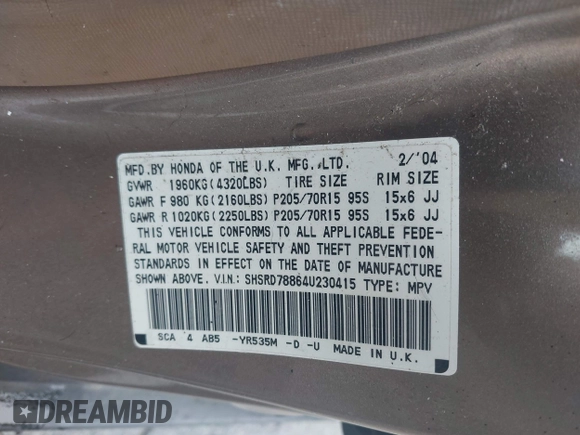 MFD.BY HONDA OF THE U.K. MFG.,LTD. 2/'04
GVWR 1960KG(4320LBS) TIRE SIZE RIM SIZE
GAWR F 980 KG(2160LBS) P205/70R15 95S 15x6 JJ
GAWR R 1020KG(2250LBS) P205/70R15 95S 15x6 JJ
THIS VEHICLE CONFORMS TO ALL APPLICABLE FEDE-
RAL MOTOR VEHICLE SAFETY AND THEFT PREVENTION
STANDARDS IN EFFECT ON THE DATE OF MANUFACTURE
SHOWN ABOVE. V.I.N: SHSRD78864U230415 TYPE: MPV
SCA 4 AB5 -YR535M -D -U MADE IN U.K.
DREAMBID